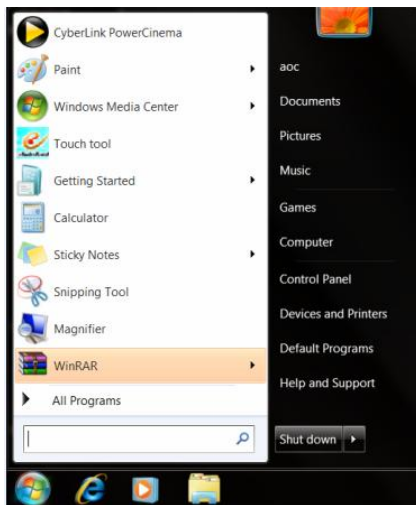 CyberLink PowerCinema
Paint
Windows Media Center
Touch tool
Getting Started
Calculator
Sticky Notes
Snipping Tool
Magnifier
WinRAR
All Programs
aoc
Documents
Pictures
Music
Games
Computer
Control Panel
Devices and Printers
Default Programs
Help and Support
Shut down